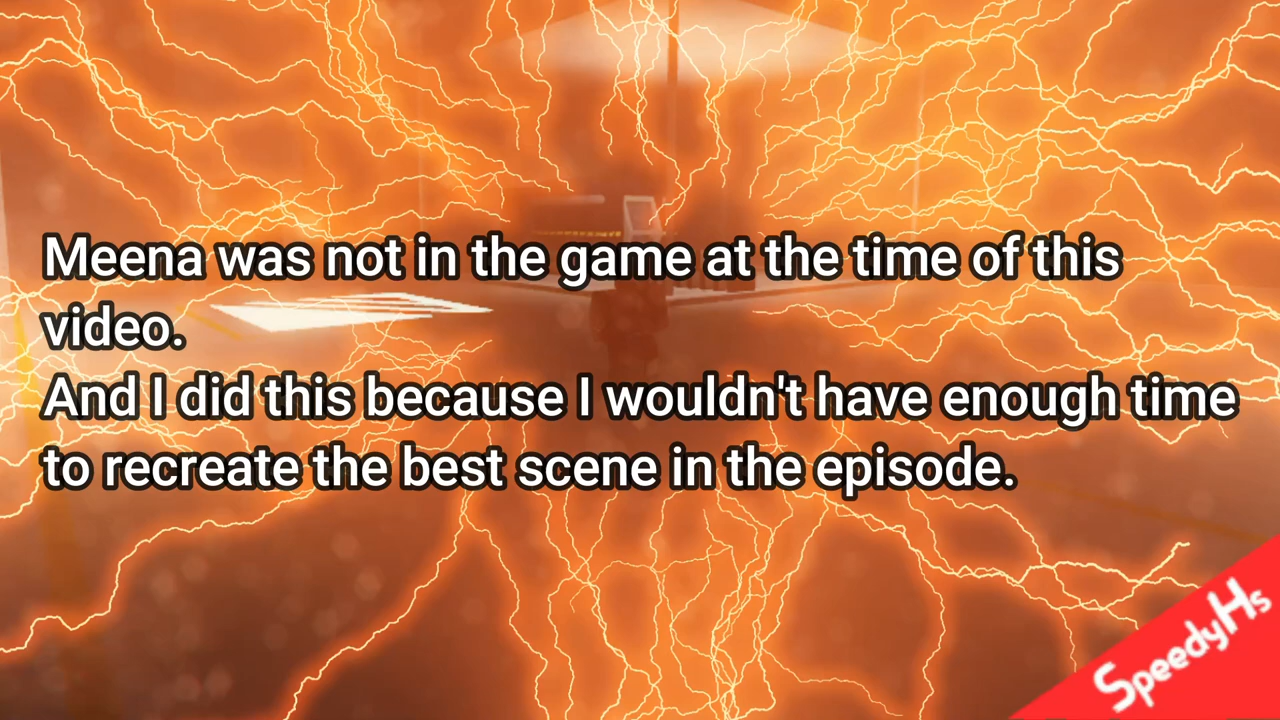 Meena was not in the game at the time of this
video.
And I did this because I wouldn't have enough time
to recreate the best scene in the episode.
SpeedyHs